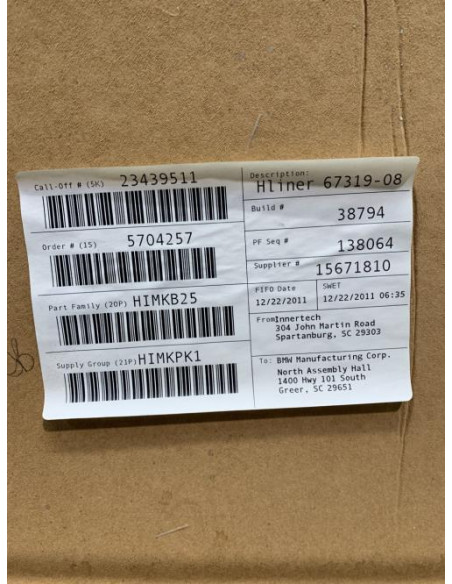 Call-Off # (5K) 23439511
Order # (15) 5704257
Part Family (20P) HIMKB25
Supply Group (21P) HIMKPK1
Description:
Hliner 67319-08
Build # 38794
PF Seq # 138064
Supplier # 15671810
FIFO Date SWET
12/22/2011 12/22/2011 06:35
From Innertech
304 John Martin Road
Spartanburg, SC 29303
To: BMW Manufacturing Corp.
North Assembly Hall
1400 Hwy 101 South
Greer, SC 29651